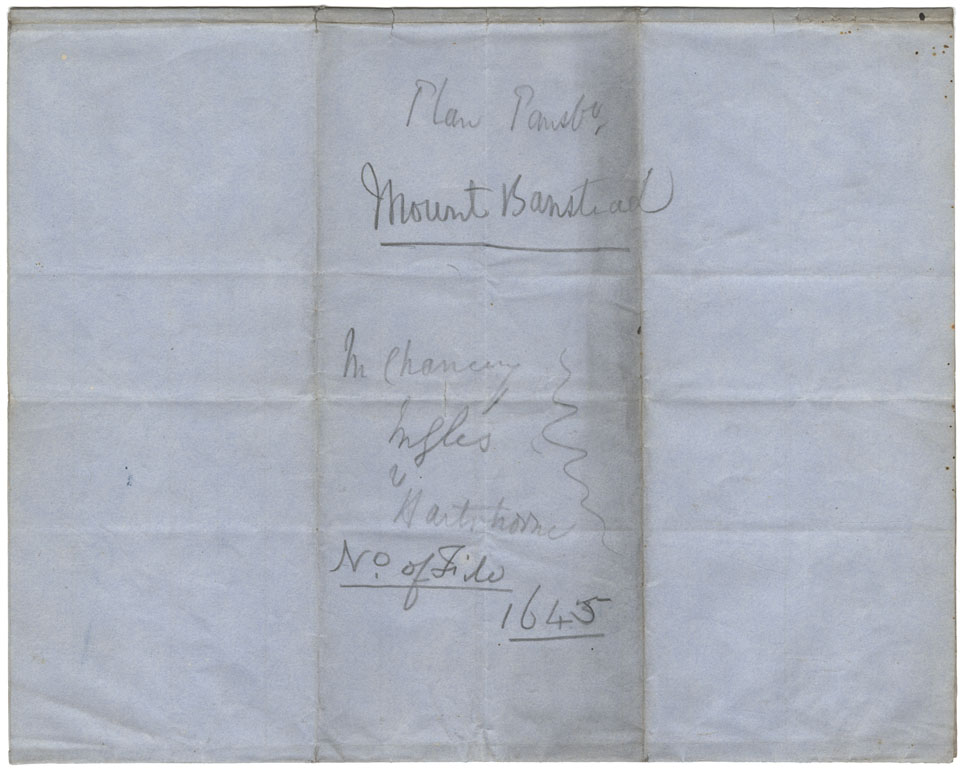 Plan Pansby
Mount Banstead
In Chancery
Ingles
v
Hartshorne
No. of File
1645